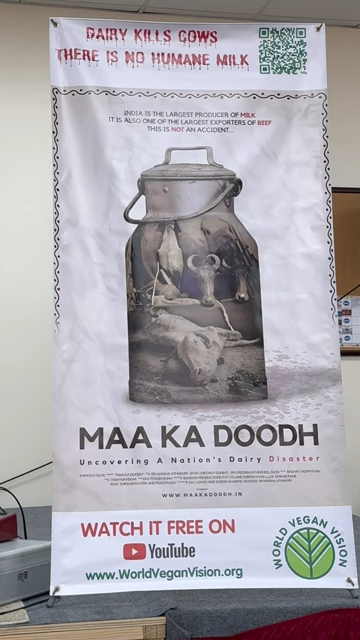 DAIRY KILLS COWS
THERE IS NO HUMANE MILK
INDIA IS THE LARGEST PRODUCER OF MILK
IT IS ALSO ONE OF THE LARGEST EXPORTERS OF BEEF
THIS IS NOT AN ACCIDENT...
MAA KA DOODH
Uncovering A Nation's Dairy Disaster
WWW.MAAKADOODH.IN
WATCH IT FREE ON
YouTube
www.WorldVeganVision.org
WORLD VEGAN VISION